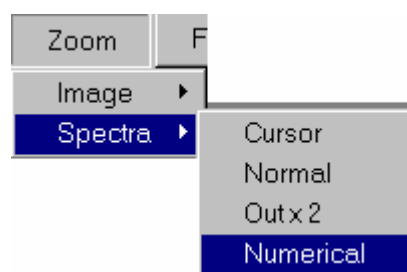 Zoom F
Image
Spectra
Cursor
Normal
Out x 2
Numerical